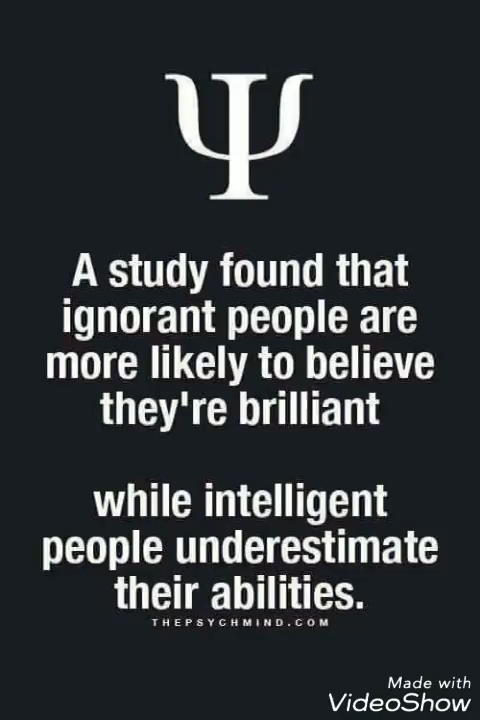 Ψ
A study found that
ignorant people are
more likely to believe
they're brilliant
while intelligent
people underestimate
their abilities.
THEPSYCHMIND.COM
Made with
VideoShow